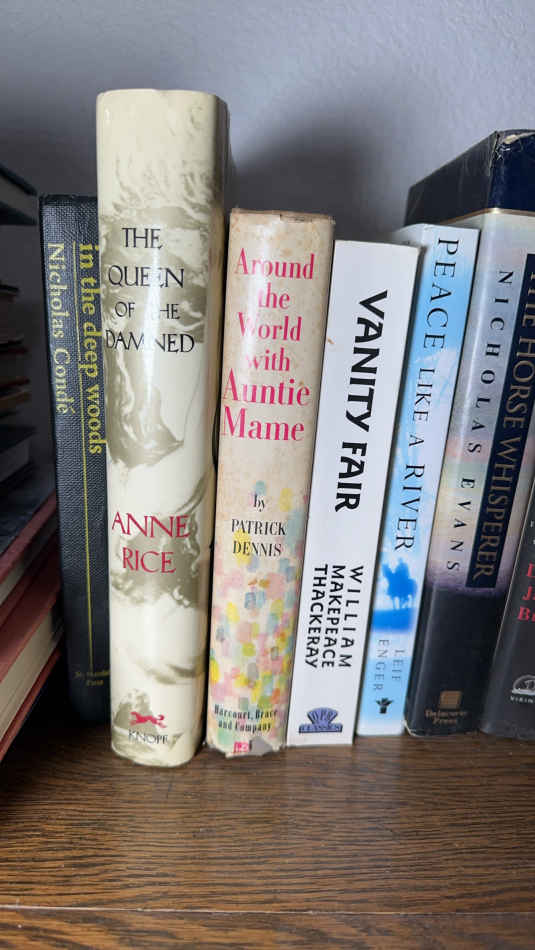 in the deep woods
Nicholas Condé
THE
QUEEN
OF THE
DAMNED
ANNE
RICE
KNOPF
Around
the
World
with
Auntie
Mame
by
PATRICK
DENNIS
Harcourt, Brace
and Company
VANITY FAIR
WILLIAM
MAKEPEACE
THACKERAY
CLASSICS
PEACE LIKE A RIVER
LEIF
ENGER
THE HORSE WHISPERER
NICHOLAS EVANS
Delacorte
Press